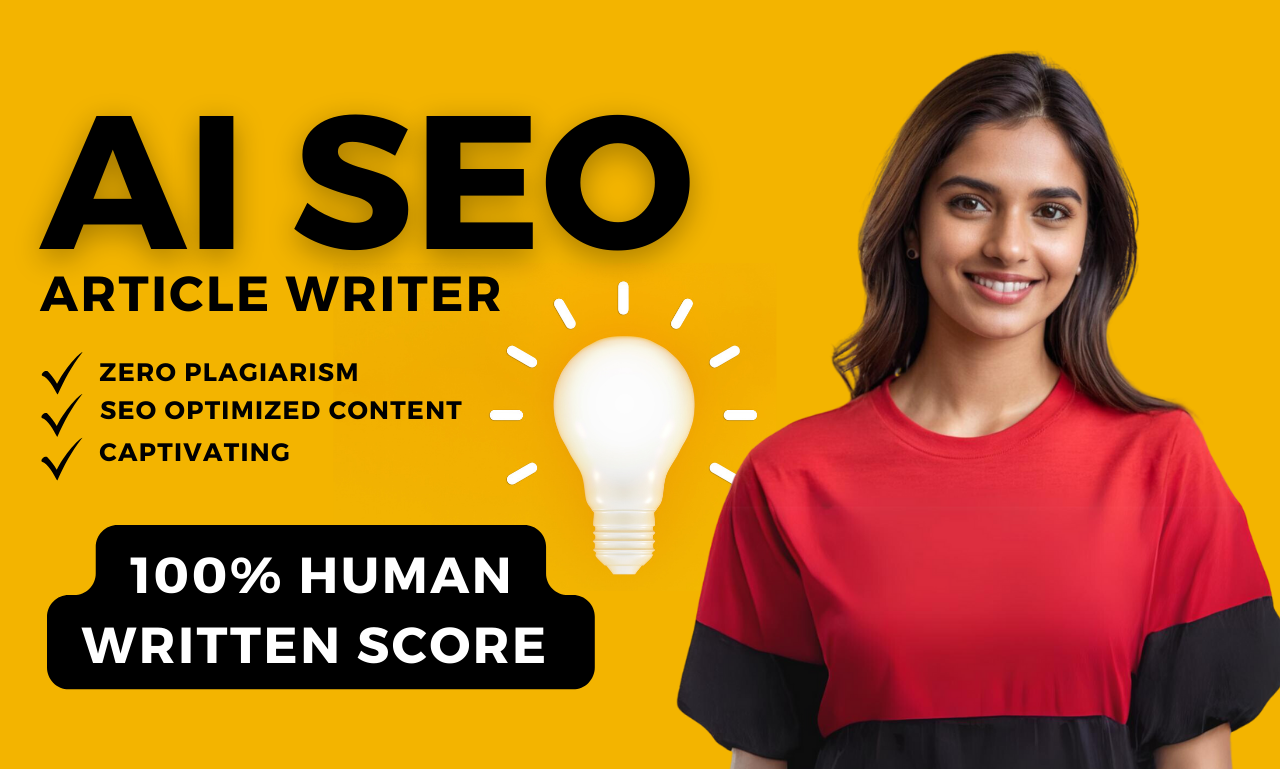 AI SEO
ARTICLE WRITER
ZERO PLAGIARISM
SEO OPTIMIZED CONTENT
CAPTIVATING
100% HUMAN
WRITTEN SCORE